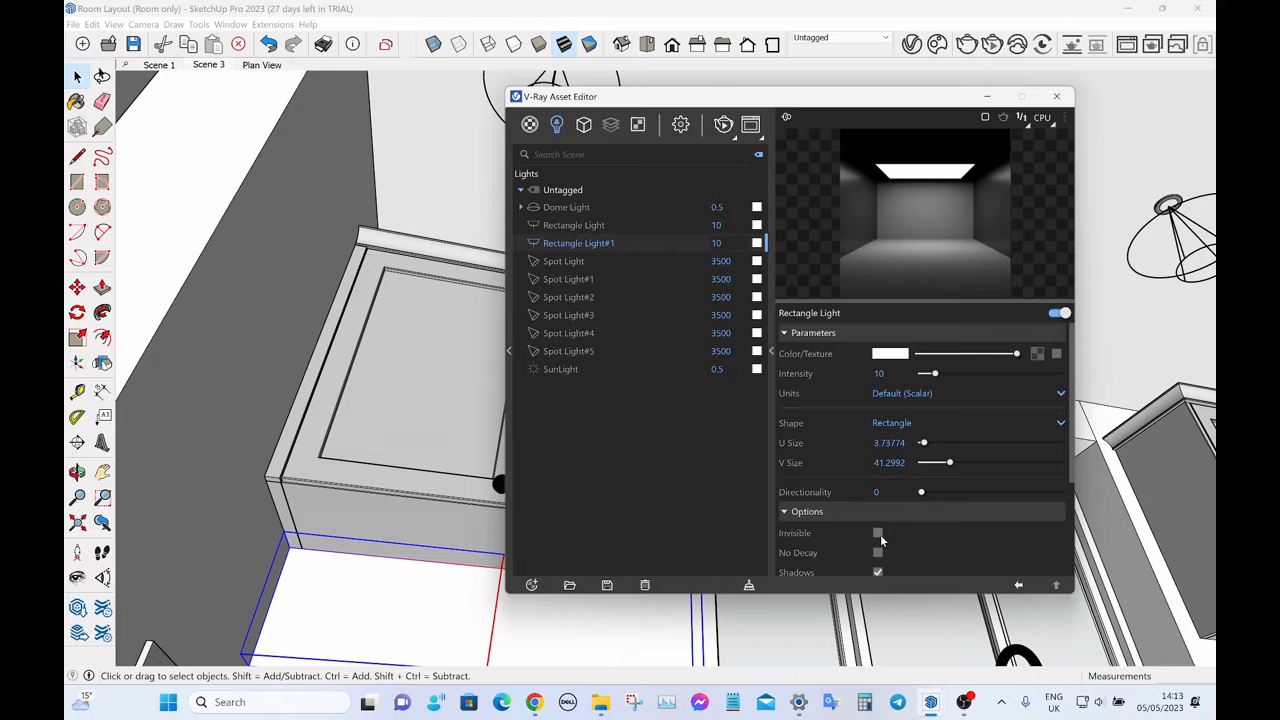 Room Layout (Room only) - SketchUp Pro 2023 (27 days left in TRIAL)
File Edit View Camera Draw Tools Window Extensions Help
Untagged
Scene 1 Scene 3 Plan View
V-Ray Asset Editor
1/1 CPU
Search Scene
Lights
Untagged
Dome Light 0.5
Rectangle Light 10
Rectangle Light#1 10
Spot Light 3500
Spot Light#1 3500
Spot Light#2 3500
Spot Light#3 3500
Spot Light#4 3500
Spot Light#5 3500
SunLight 0.5
Rectangle Light
Parameters
Color/Texture
Intensity 10
Units Default (Scalar)
Shape Rectangle
U Size 3.73774
V Size 41.2992
Directionality 0
Options
Invisible
No Decay
Shadows
A1
A
Click or drag to select objects. Shift = Add/Subtract. Ctrl = Add. Shift + Ctrl = Subtract.
Measurements
15°
Search
DELL
ENG
UK
14:13
05/05/2023